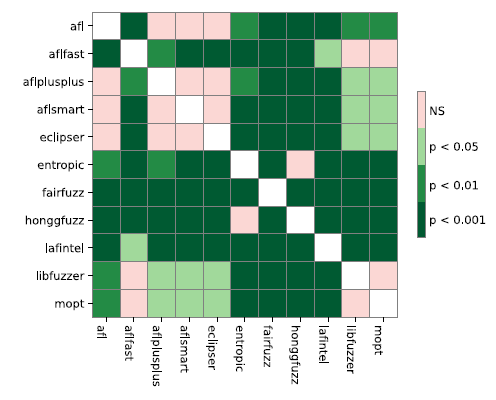 afl
aflfast
aflplusplus
aflsmart
eclipser
entropic
fairfuzz
honggfuzz
lafintel
libfuzzer
mopt
NS
p < 0.05
p < 0.01
p < 0.001
afl
aflfast
aflplusplus
aflsmart
eclipser
entropic
fairfuzz
honggfuzz
lafintel
libfuzzer
mopt